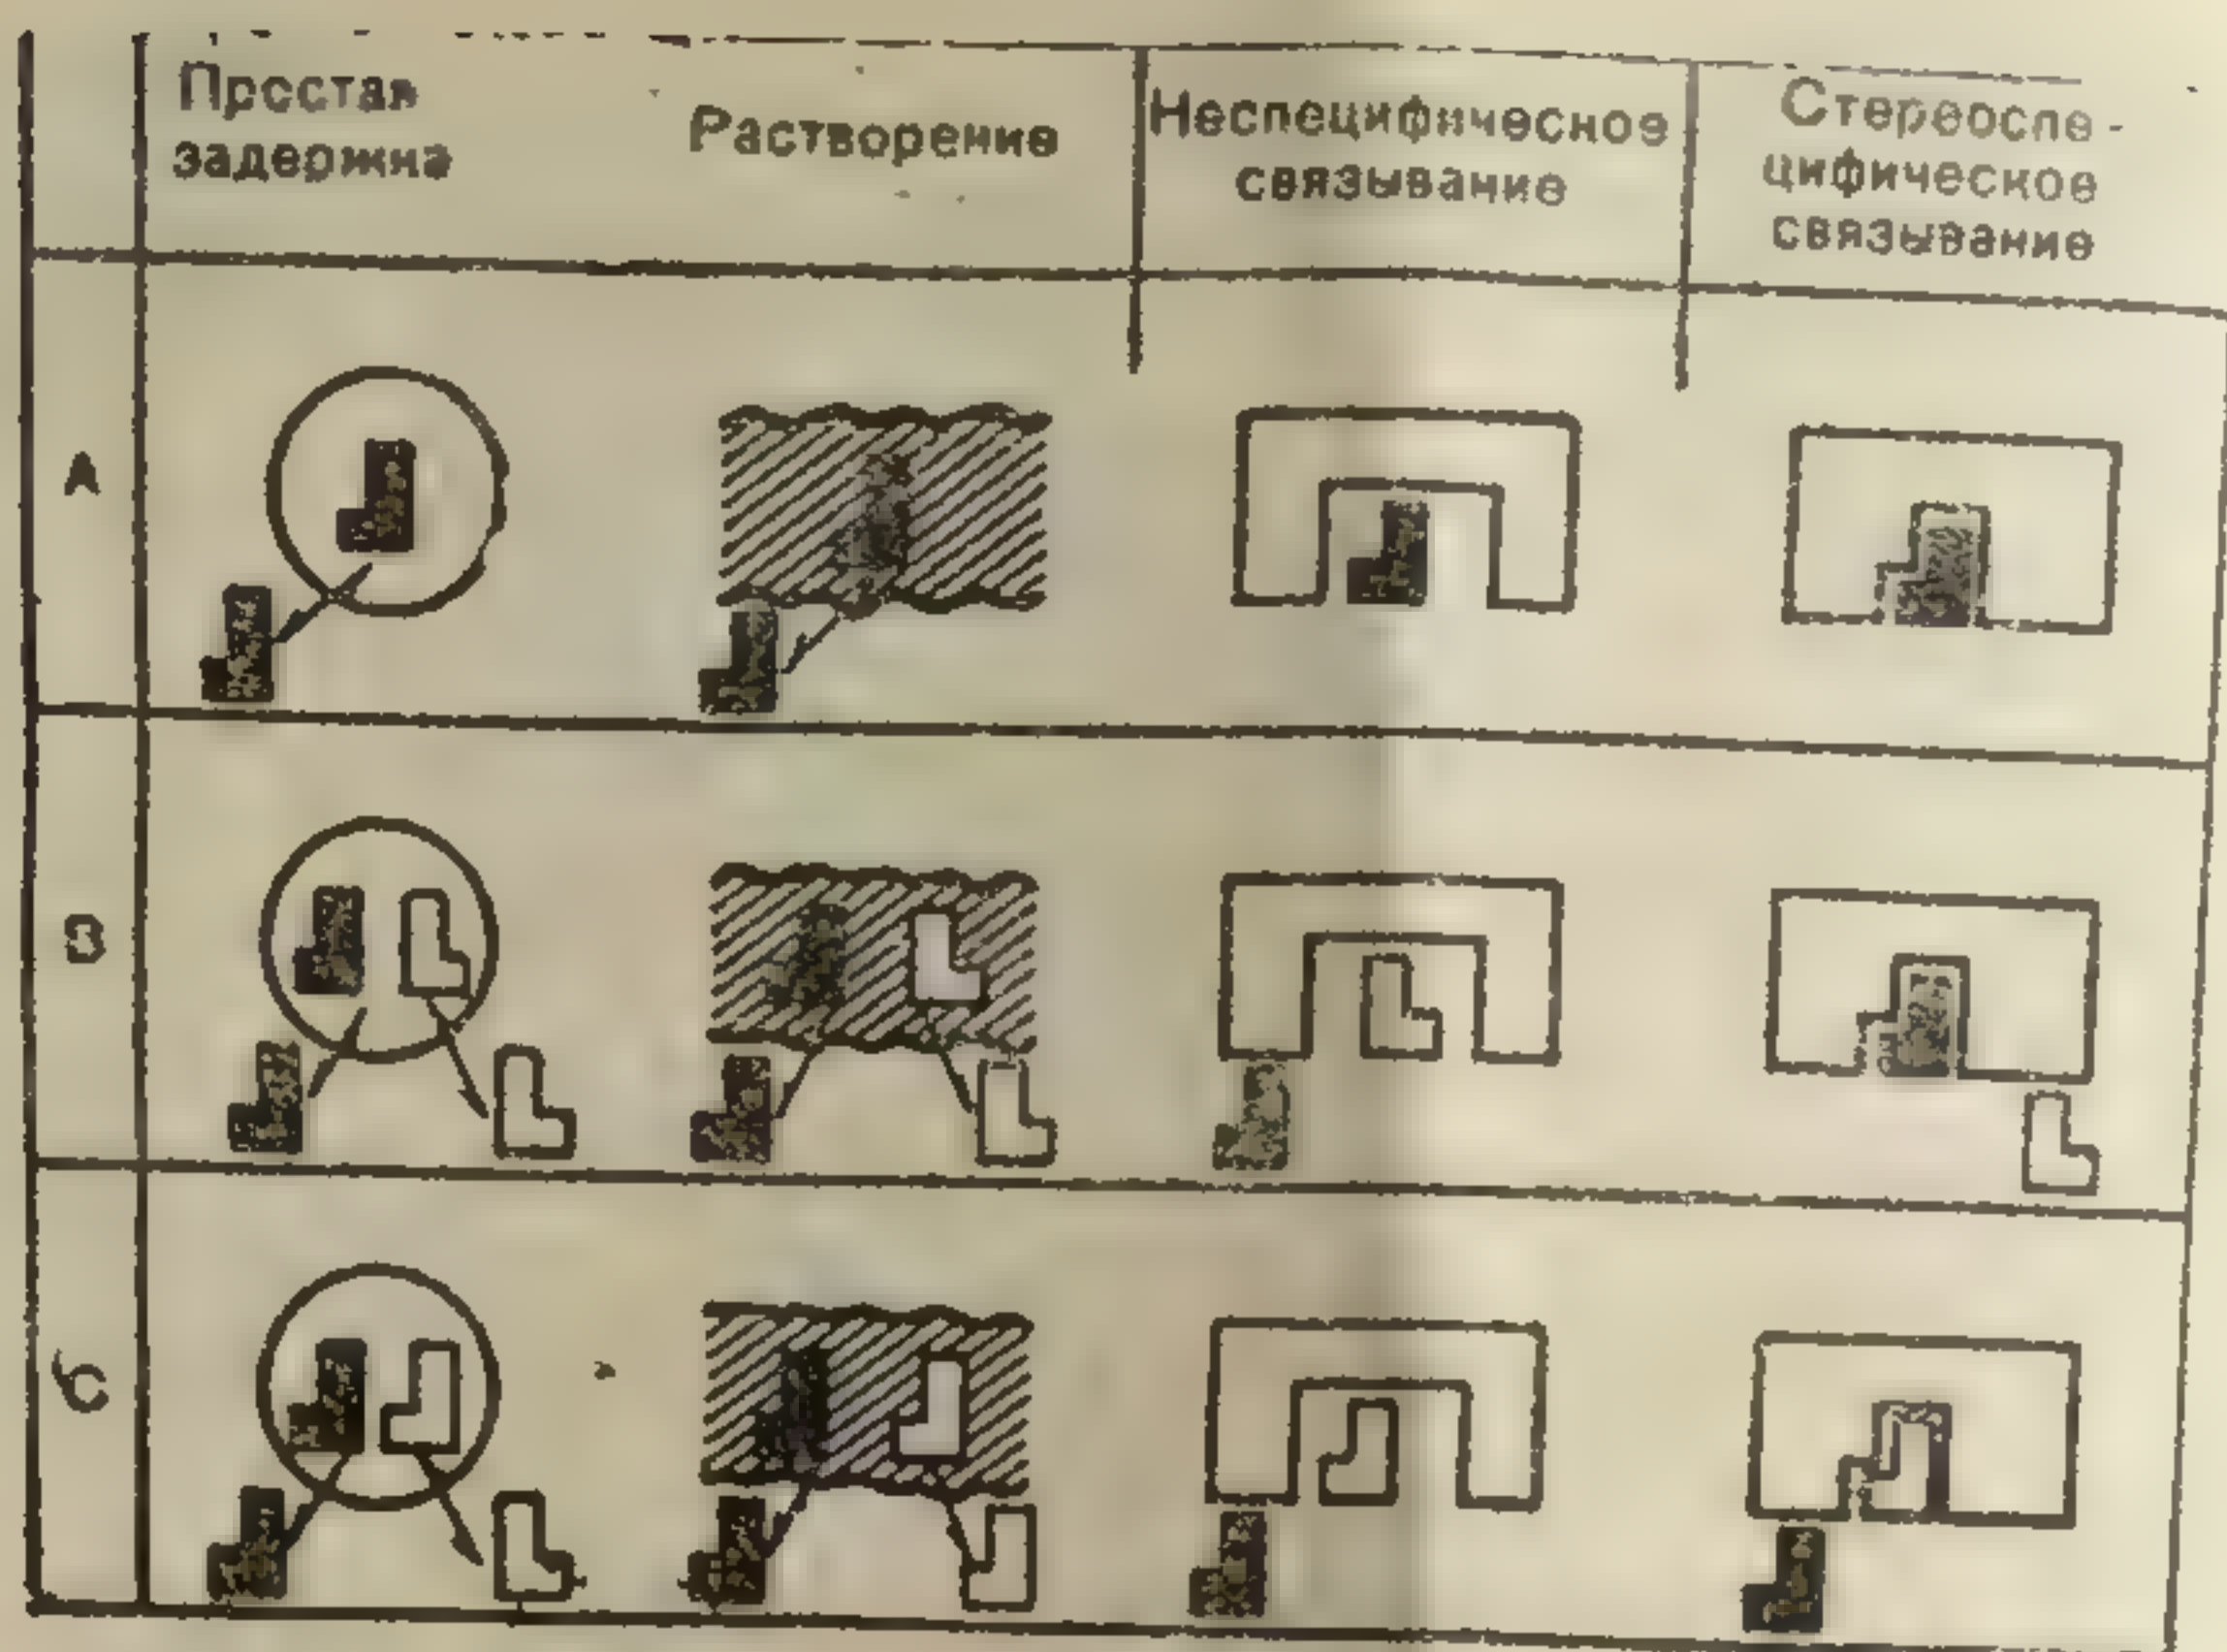 Простая
задержка
Растворение
Неспецифическое
связывание
Стереоспе-
цифическое
связывание
A
B
C